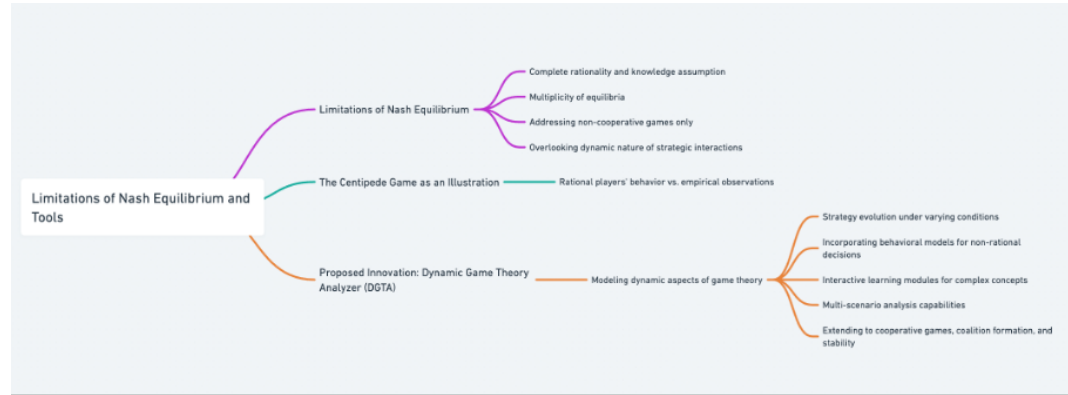 Limitations of Nash Equilibrium and
Tools
Limitations of Nash Equilibrium
Complete rationality and knowledge assumption
Multiplicity of equilibria
Addressing non-cooperative games only
Overlooking dynamic nature of strategic interactions
The Centipede Game as an Illustration
Rational players' behavior vs. empirical observations
Proposed Innovation: Dynamic Game Theory
Analyzer (DGTA)
Modeling dynamic aspects of game theory
Strategy evolution under varying conditions
Incorporating behavioral models for non-rational
decisions
Interactive learning modules for complex concepts
Multi-scenario analysis capabilities
Extending to cooperative games, coalition formation, and
stability